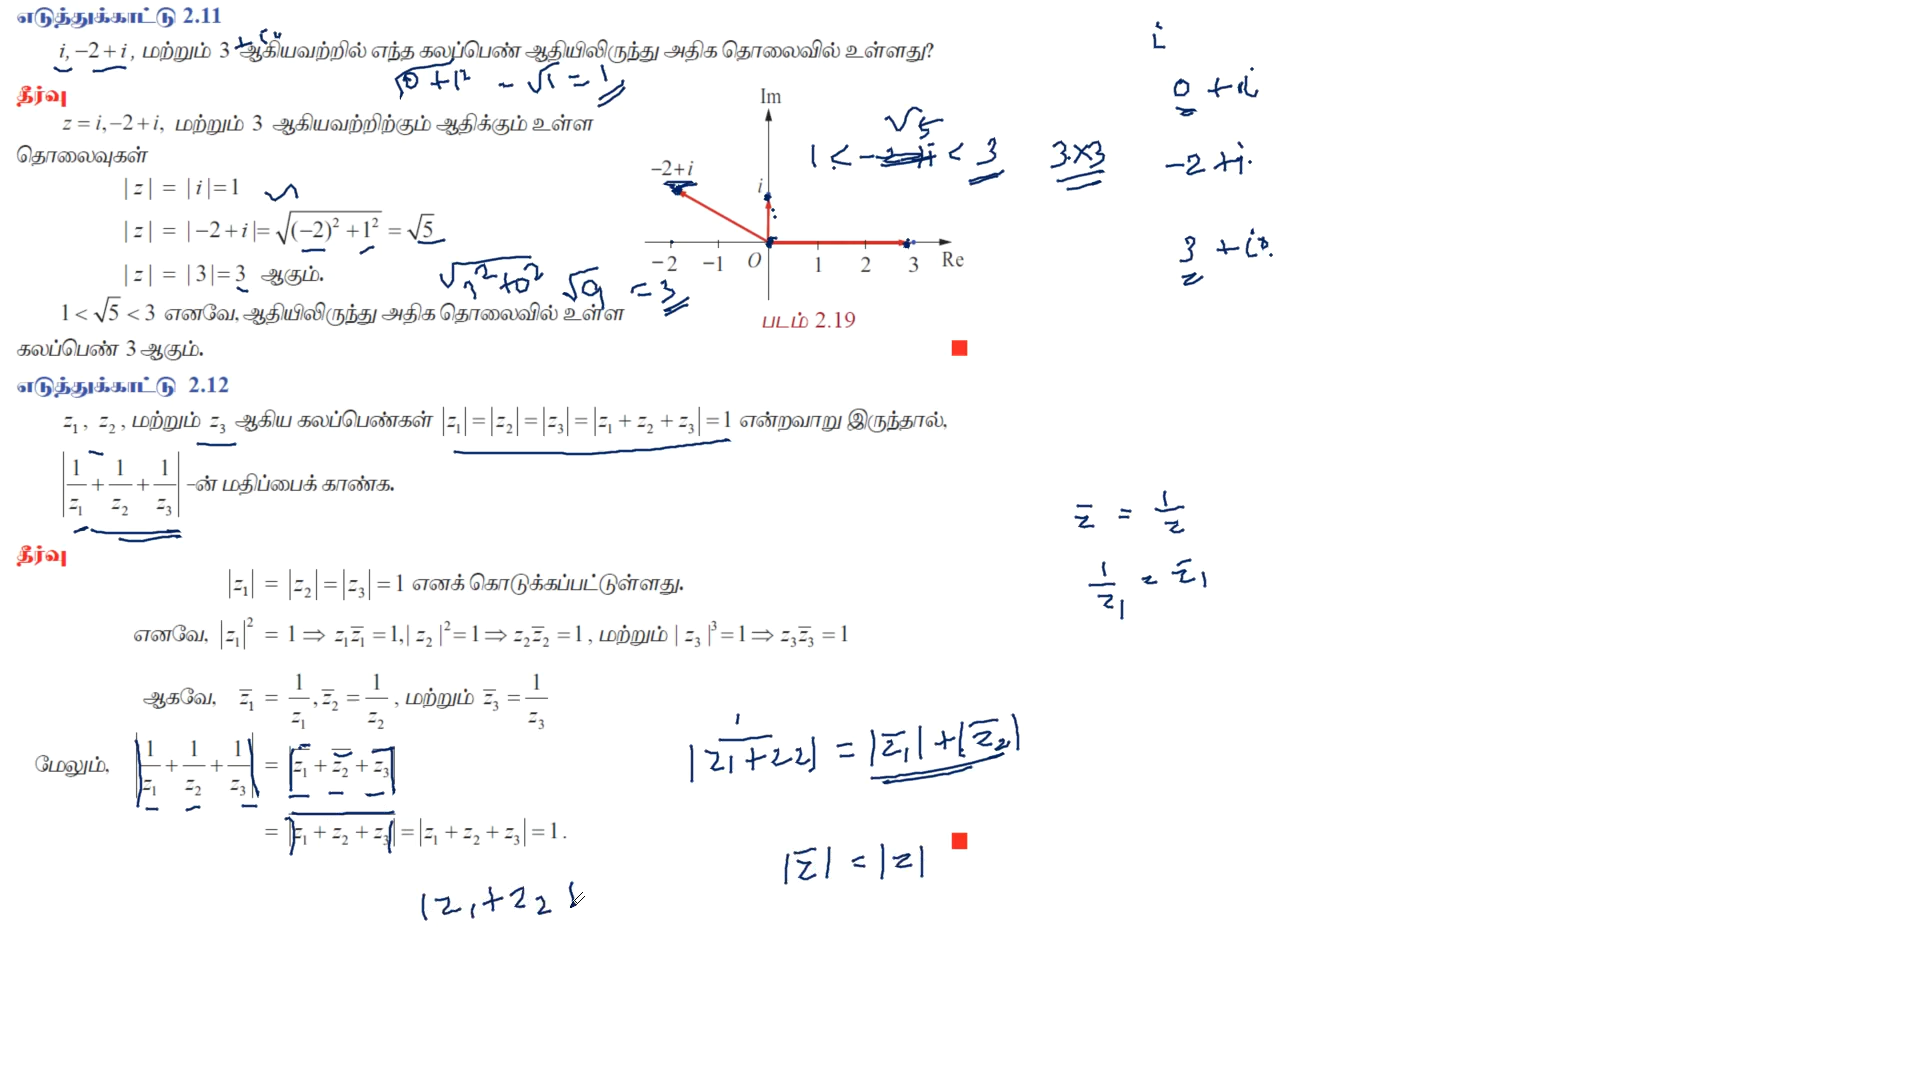 எடுத்துக்காட்டு 2.11
i, −2 + i, மற்றும் 3 ஆகியவற்றில் எந்த கலப்பெண் ஆதியிலிருந்து அதிக தொலைவில் உள்ளது?
√0 + 1² = √1 = 1
தீர்வு
z = i, −2 + i, மற்றும் 3 ஆகியவற்றிற்கும் ஆதிக்கும் உள்ள
தொலைவுகள்
|z| = |i| = 1
|z| = |−2 + i| = √(−2)² + 1² = √5
|z| = |3| = 3 ஆகும்.
√3² + 0² √9 = 3
1 < √5 < 3 எனவே, ஆதியிலிருந்து அதிக தொலைவில் உள்ள
கலப்பெண் 3 ஆகும்.
Im
−2+i
i
−2 −1 O 1 2 3 Re
படம் 2.19
√5
1 < < 3 3×3
i
0 + i
−2 + i
3 + i0
எடுத்துக்காட்டு 2.12
z₁, z₂, மற்றும் z₃ ஆகிய கலப்பெண்கள் |z₁| = |z₂| = |z₃| = |z₁ + z₂ + z₃| = 1 என்றவாறு இருந்தால்,
|1/z₁ + 1/z₂ + 1/z₃| -ன் மதிப்பைக் காண்க.
தீர்வு
|z₁| = |z₂| = |z₃| = 1 எனக் கொடுக்கப்பட்டுள்ளது.
எனவே, |z₁|² = 1 ⇒ z₁z̄₁ = 1, |z₂|² = 1 ⇒ z₂z̄₂ = 1, மற்றும் |z₃|³ = 1 ⇒ z₃z̄₃ = 1
ஆகவே, z̄₁ = 1/z₁, z̄₂ = 1/z₂, மற்றும் z̄₃ = 1/z₃
மேலும், |1/z₁ + 1/z₂ + 1/z₃| = |z̄₁ + z̄₂ + z̄₃|
= |z₁ + z₂ + z₃| = |z₁ + z₂ + z₃| = 1.
z̄ = 1/z
1/z₁ = z̄₁
1/|z1 + z2| = |z̄₁| + |z̄₂|
|z̄| = |z|
|z₁ + z₂|